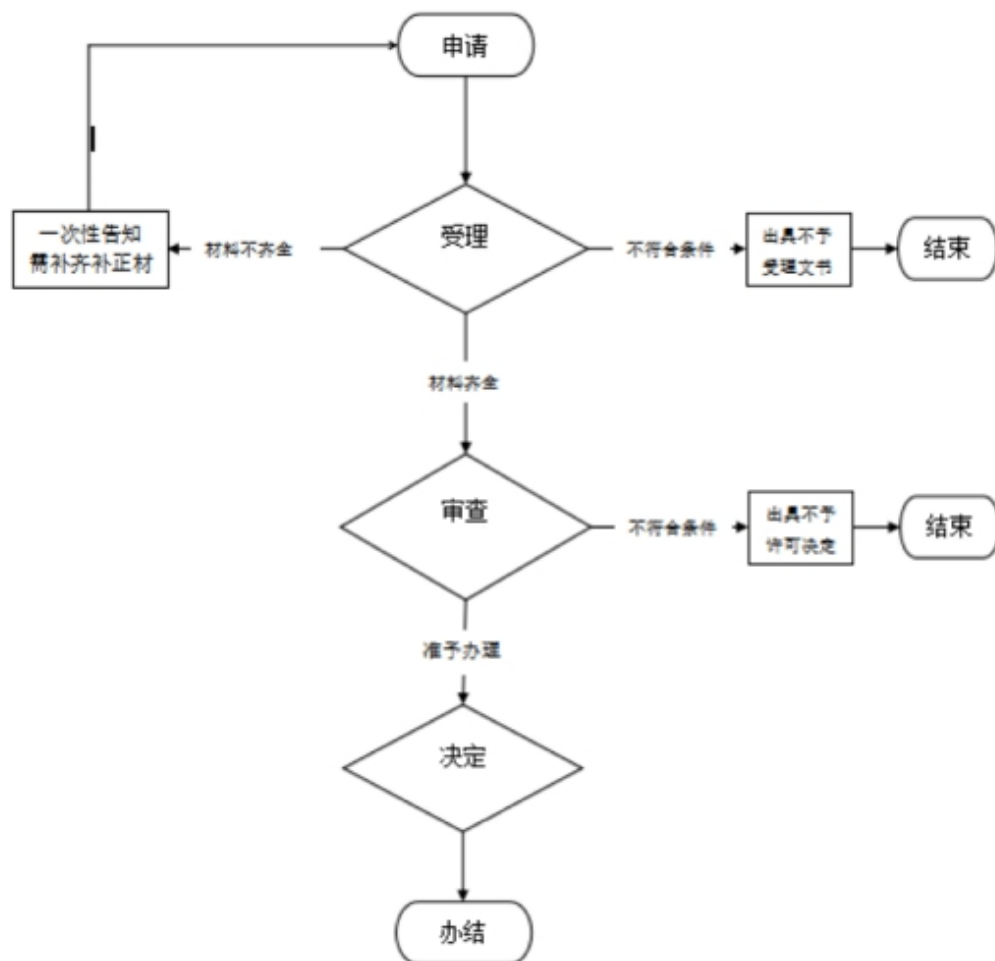 申请
受理
一次性告知
需补齐补正材
材料不齐全
不符合条件
出具不予
受理文书
结束
材料齐全
审查
不符合条件
出具不予
许可决定
结束
准予办理
决定
办结